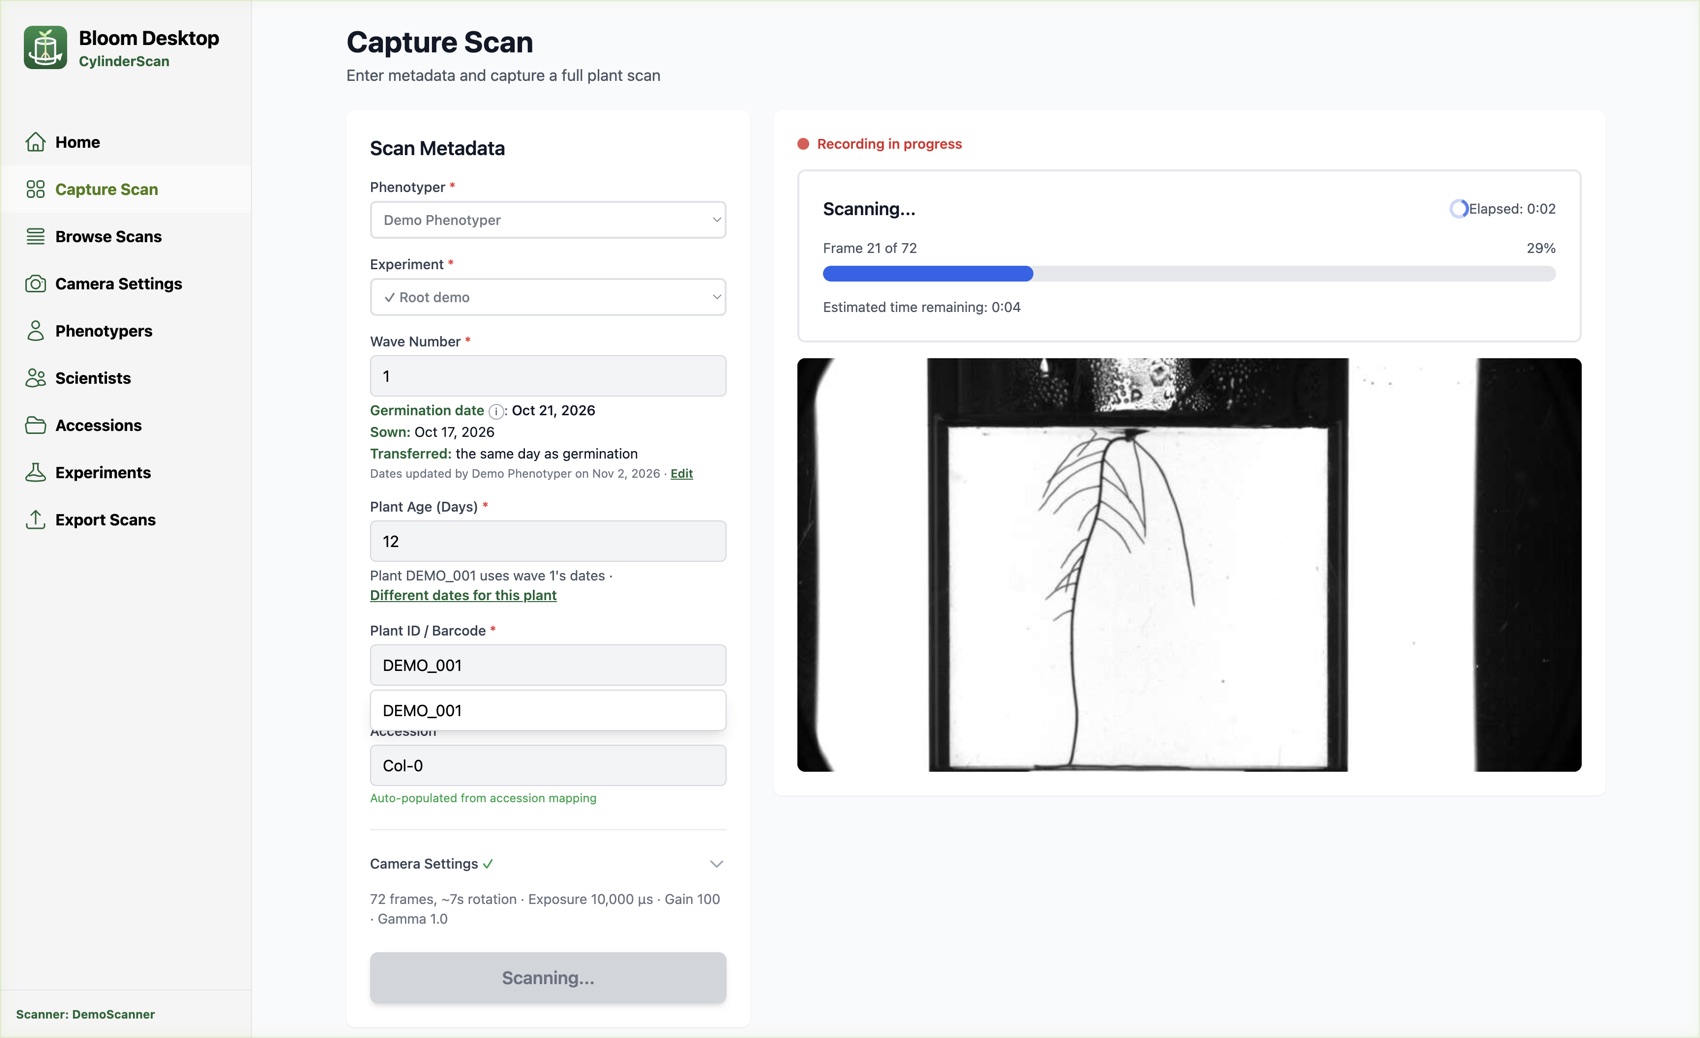 Bloom Desktop
CylinderScan
Home
Capture Scan
Browse Scans
Camera Settings
Phenotypers
Scientists
Accessions
Experiments
Export Scans
Scanner: DemoScanner
Capture Scan
Enter metadata and capture a full plant scan
Scan Metadata
Phenotyper *
Demo Phenotyper
Experiment *
✓ Root demo
Wave Number *
1
Germination date ⓘ: Oct 21, 2026
Sown: Oct 17, 2026
Transferred: the same day as germination
Dates updated by Demo Phenotyper on Nov 2, 2026 · Edit
Plant Age (Days) *
12
Plant DEMO_001 uses wave 1's dates ·
Different dates for this plant
Plant ID / Barcode *
DEMO_001
DEMO_001
Accession
Col-0
Auto-populated from accession mapping
Camera Settings ✓
72 frames, ~7s rotation · Exposure 10,000 µs · Gain 100
· Gamma 1.0
Scanning...
Recording in progress
Scanning...
Elapsed: 0:02
Frame 21 of 72
29%
Estimated time remaining: 0:04